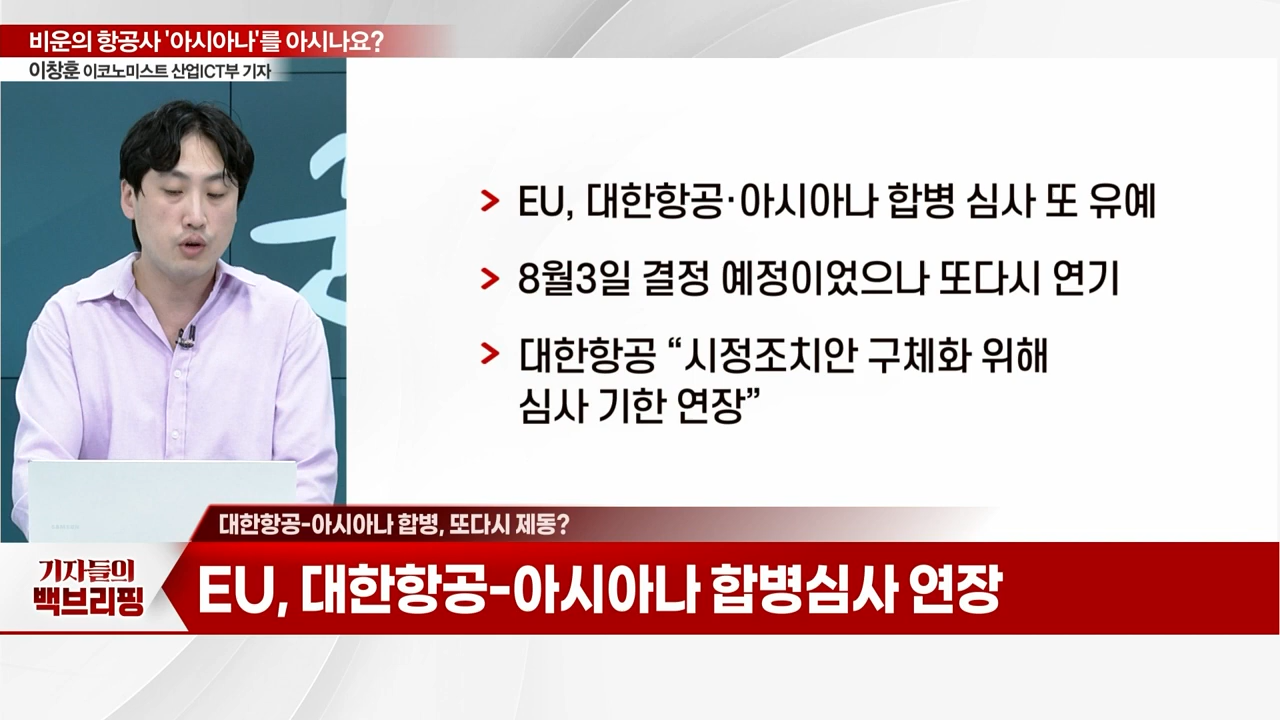 비운의 항공사 '아시아나'를 아시나요?
이창훈 이코노미스트 산업ICT부 기자
> EU, 대한항공·아시아나 합병 심사 또 유예
> 8월3일 결정 예정이었으나 또다시 연기
> 대한항공 “시정조치안 구체화 위해
심사 기한 연장”
대한항공-아시아나 합병, 또다시 제동?
기자들의
백브리핑
EU, 대한항공-아시아나 합병심사 연장